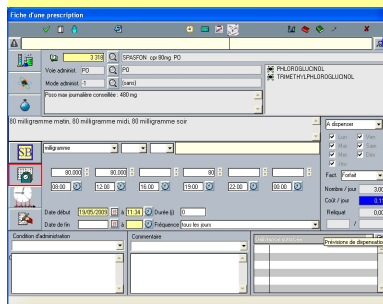 Fiche d'une prescription
3 318 SPASFON cpr 80mg PO
Voie administ. PO PO
Mode administ -1 (sans)
PHLOROGLUCINOL
TRIMETHYLPHLOROGLUCINOL
Poso max journalière conseillée : 480 mg
80 milligramme matin, 80 milligramme midi, 80 milligramme soir
A dispenser
Lun Ven
Mar Sam
Mer Dim
Jeu
SB milligramme
Fact. Forfait
80,000 80,000 80
08:00 12:00 16:00 19:00 22:00 00:00
Nombre / jour 3,00
Coût / jour
Reliquat 0,00
/
Date début 19/05/2009 à 11:34 Durée (j) 0
Date de fin à Fréquence tous les jours
Condition d'administration
Commentaire
Prévisions de dispensatio